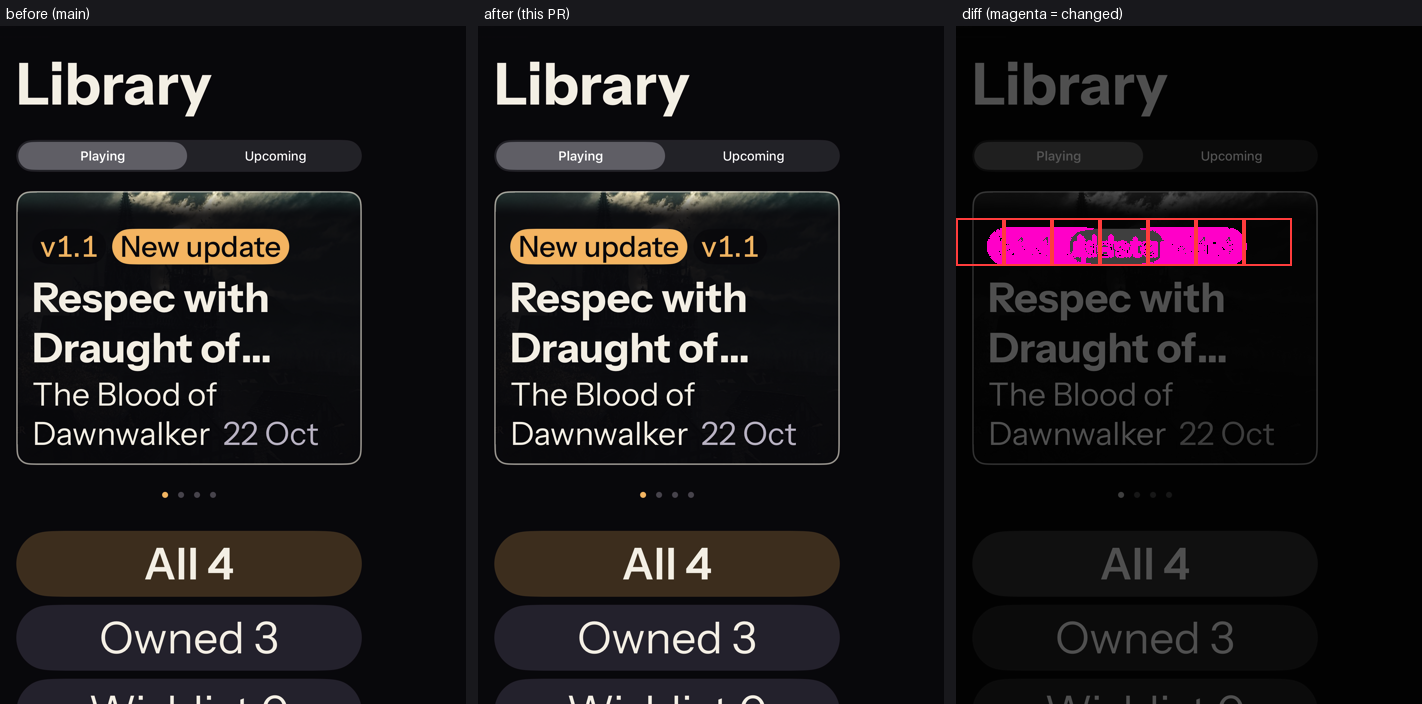 before (main)
Library
Playing Upcoming
v1.1 New update
Respec with
Draught of...
The Blood of
Dawnwalker 22 Oct
All 4
Owned 3
after (this PR)
Library
Playing Upcoming
New update v1.1
Respec with
Draught of...
The Blood of
Dawnwalker 22 Oct
All 4
Owned 3
diff (magenta = changed)
Library
Playing Upcoming
Respec with
Draught of...
The Blood of
Dawnwalker 22 Oct
All 4
Owned 3